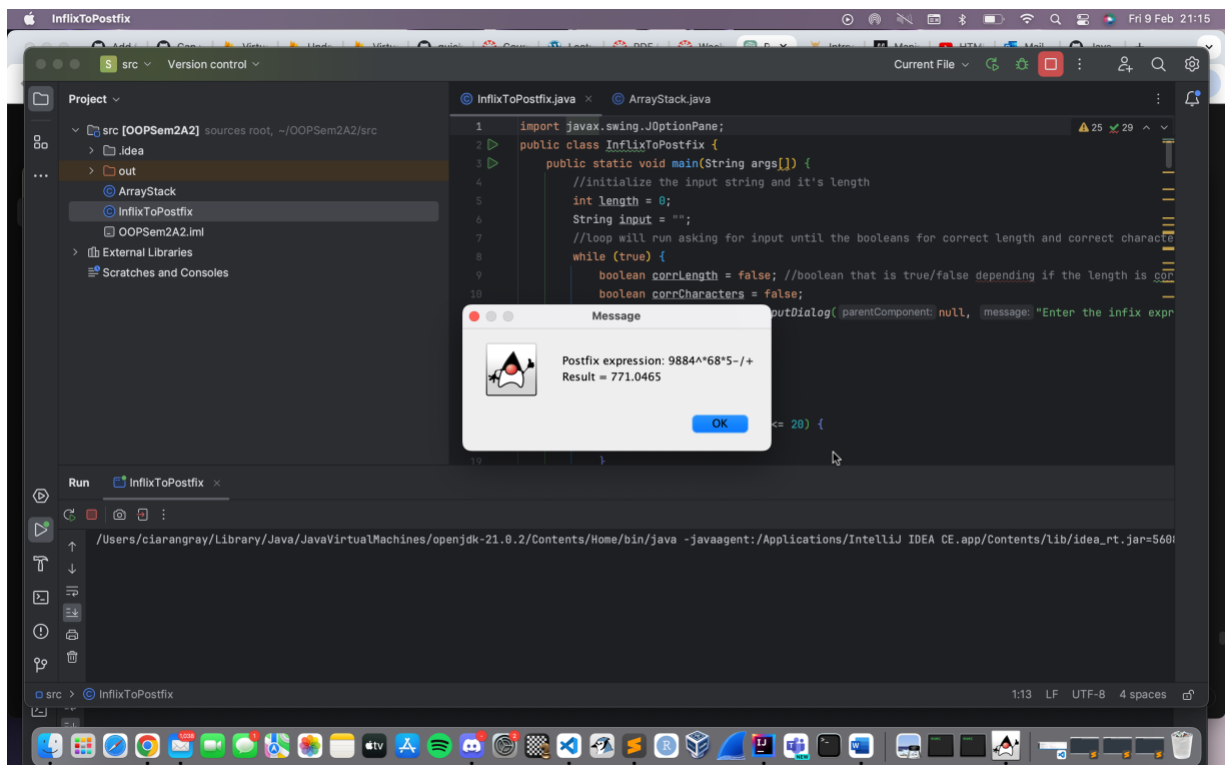 InflixToPostfix
Fri 9 Feb 21:15
S src
Version control
Current File
Project
InflixToPostfix.java
ArrayStack.java
src [OOPSem2A2] sources root, ~/OOPSem2A2/src
.idea
out
ArrayStack
InflixToPostfix
OOPSem2A2.iml
External Libraries
Scratches and Consoles
25 29
1 import javax.swing.JOptionPane;
2 public class InflixToPostfix {
3 public static void main(String args[]) {
4 //initialize the input string and it's length
5 int length = 0;
6 String input = "";
7 //loop will run asking for input until the booleans for correct length and correct characte
8 while (true) {
9 boolean corrLength = false; //boolean that is true/false depending if the length is cor
10 boolean corrCharacters = false;
putDialog( parentComponent: null, message: "Enter the infix expr
<= 20) {
19 }
Message
Postfix expression: 9884^*68*5-/+
Result = 771.0465
OK
Run InflixToPostfix
/Users/ciarangray/Library/Java/JavaVirtualMachines/openjdk-21.0.2/Contents/Home/bin/java -javaagent:/Applications/IntelliJ IDEA CE.app/Contents/lib/idea_rt.jar=560
src > InflixToPostfix
1:13 LF UTF-8 4 spaces